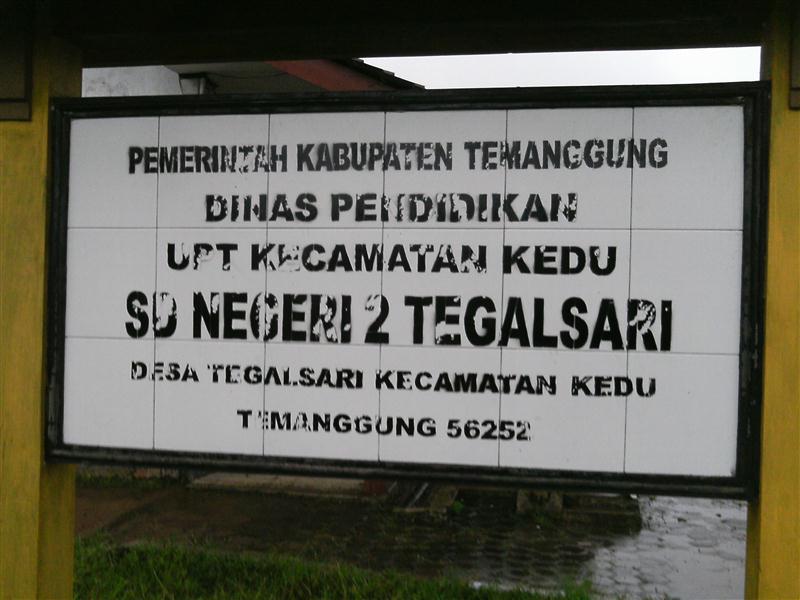 PEMERINTAH KABUPATEN TEMANGGUNG
DINAS PENDIDIKAN
UPT KECAMATAN KEDU
SD NEGERI 2 TEGALSARI
DESA TEGALSARI KECAMATAN KEDU
TEMANGGUNG 56252